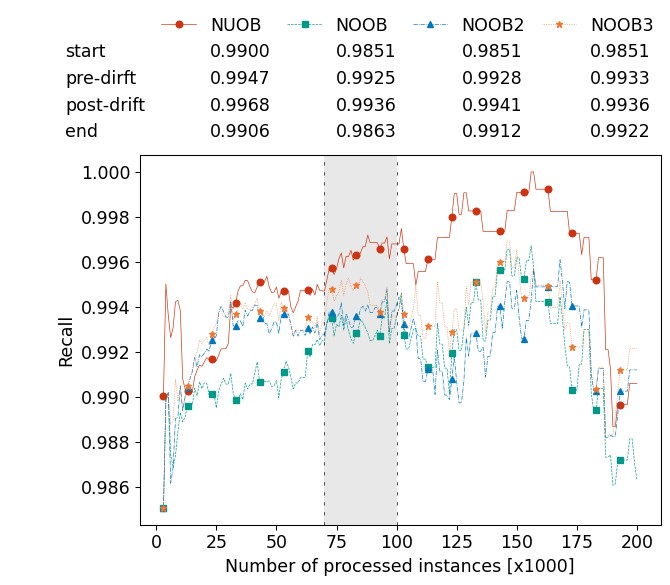 NUOB NOOB NOOB2 NOOB3
start 0.9900 0.9851 0.9851 0.9851
pre-dirft 0.9947 0.9925 0.9928 0.9933
post-drift 0.9968 0.9936 0.9941 0.9936
end 0.9906 0.9863 0.9912 0.9922
1.000
0.998
0.996
0.994
0.992
0.990
0.988
0.986
Recall
0 25 50 75 100 125 150 175 200
Number of processed instances [x1000]